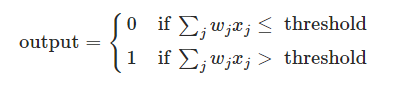 output = { 0 if ∑_j w_j x_j ≤ threshold
1 if ∑_j w_j x_j > threshold